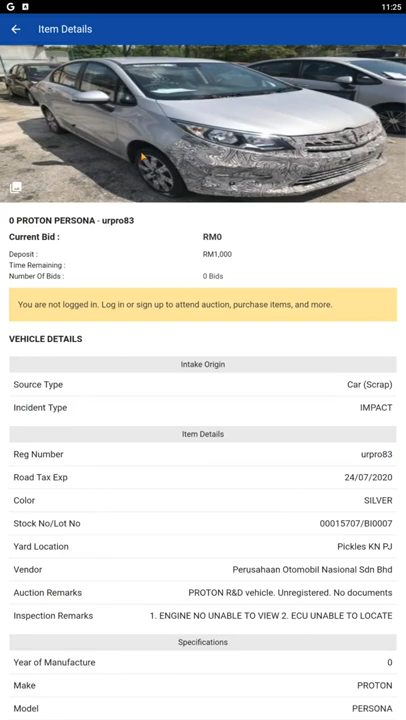 G A 11:25
Item Details
0 PROTON PERSONA - urpro83
Current Bid : RM0
Deposit : RM1,000
Time Remaining :
Number Of Bids : 0 Bids
You are not logged in. Log in or sign up to attend auction, purchase items, and more.
VEHICLE DETAILS
Intake Origin
Source Type Car (Scrap)
Incident Type IMPACT
Item Details
Reg Number urpro83
Road Tax Exp 24/07/2020
Color SILVER
Stock No/Lot No 00015707/BI0007
Yard Location Pickles KN PJ
Vendor Perusahaan Otomobil Nasional Sdn Bhd
Auction Remarks PROTON R&D vehicle. Unregistered. No documents
Inspection Remarks 1. ENGINE NO UNABLE TO VIEW 2. ECU UNABLE TO LOCATE
Specifications
Year of Manufacture 0
Make PROTON
Model PERSONA